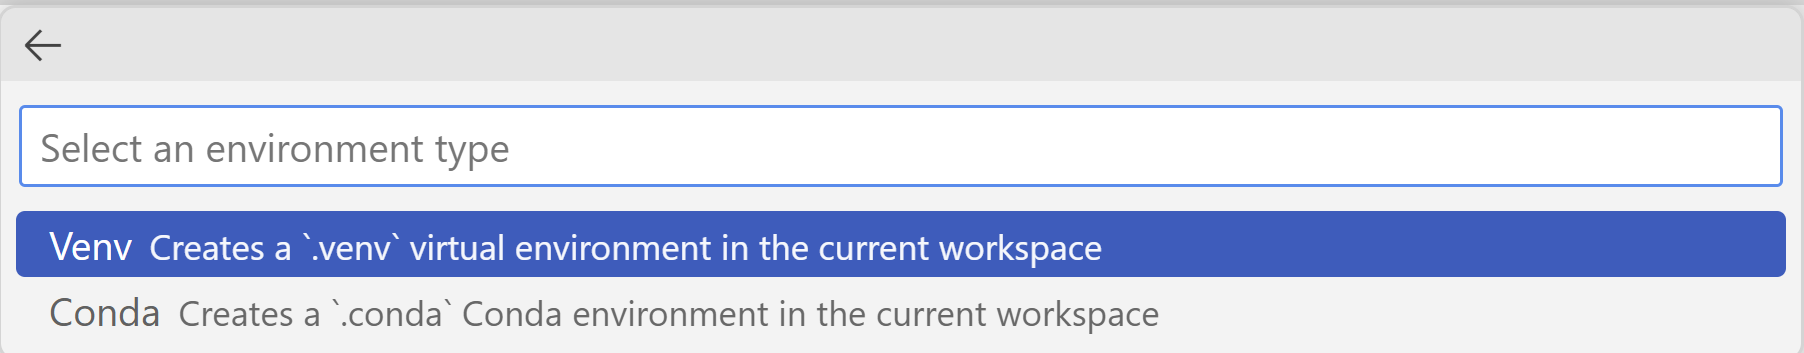 Select an environment type
Venv Creates a `.venv` virtual environment in the current workspace
Conda Creates a `.conda` Conda environment in the current workspace